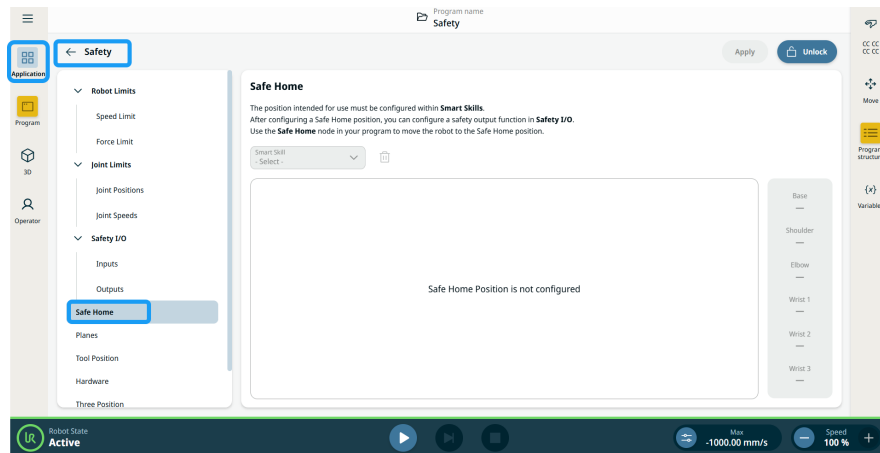 Program name
Safety
Application
Program
3D
Operator
Safety
Apply
Unlock
Robot Limits
Speed Limit
Force Limit
Joint Limits
Joint Positions
Joint Speeds
Safety I/O
Inputs
Outputs
Safe Home
Planes
Tool Position
Hardware
Three Position
Safe Home
The position intended for use must be configured within Smart Skills.
After configuring a Safe Home position, you can configure a safety output function in Safety I/O.
Use the Safe Home node in your program to move the robot to the Safe Home position.
Smart Skill
- Select -
Safe Home Position is not configured
Base
—
Shoulder
—
Elbow
—
Wrist 1
—
Wrist 2
—
Wrist 3
—
CC CC
CC CC
Move
Program
structur
{x}
Variable
UR
Robot State
Active
Max
-1000.00 mm/s
Speed
100 %